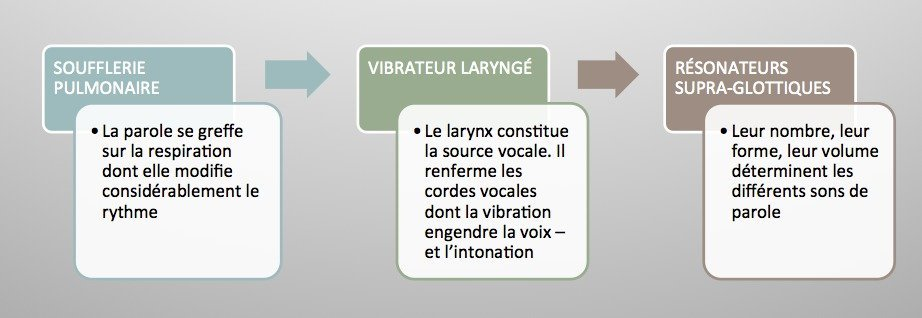 SOUFFLERIE
PULMONAIRE
• La parole se greffe
sur la respiration
dont elle modifie
considérablement le
rythme
VIBRATEUR LARYNGÉ
• Le larynx constitue
la source vocale. Il
renferme les
cordes vocales
dont la vibration
engendre la voix –
et l’intonation
RÉSONATEURS
SUPRA-GLOTTIQUES
• Leur nombre, leur
forme, leur volume
déterminent les
différents sons de
parole